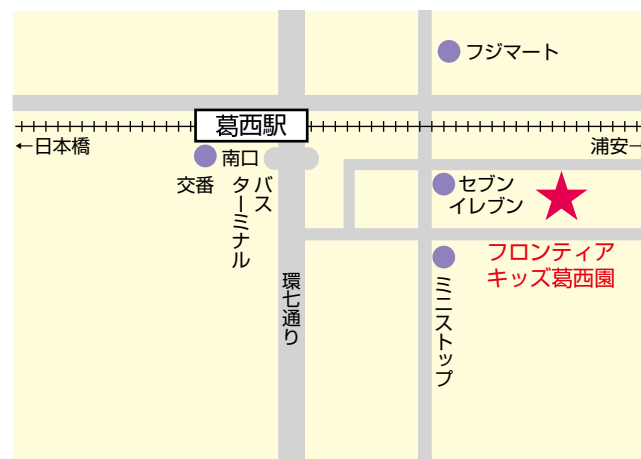 フジマート
葛西駅
←日本橋
浦安→
南口
交番
バス
ターミナル
セブン
イレブン
フロンティア
キッズ葛西園
環七通り
ミニストップ